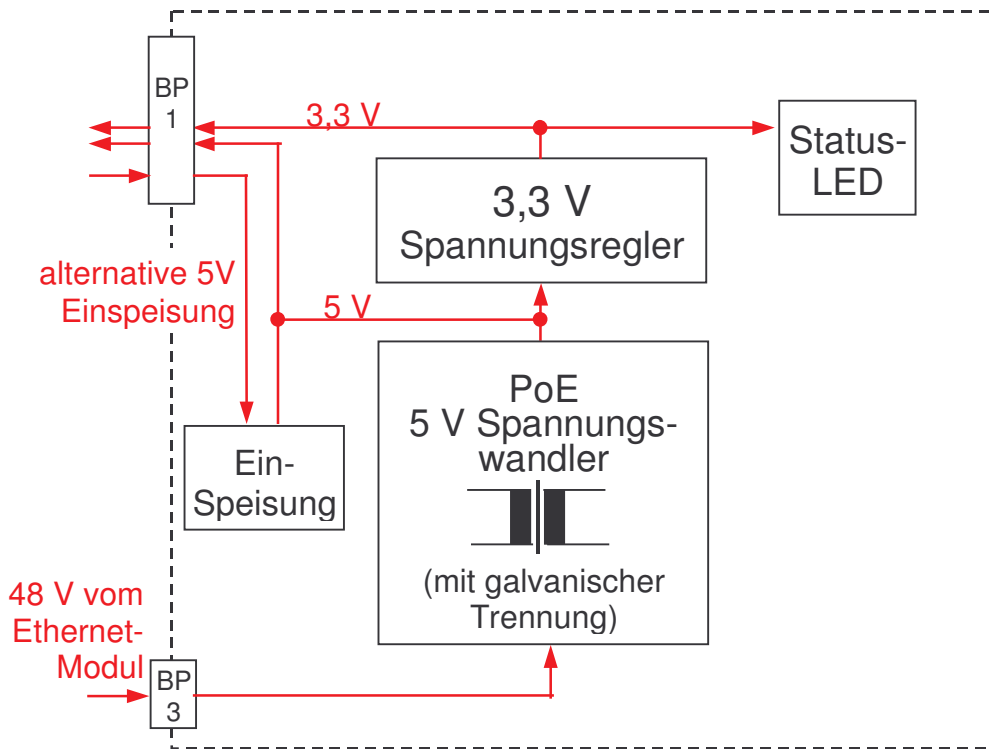 BP
1
3,3 V
Status-
LED
3,3 V
Spannungsregler
alternative 5V
Einspeisung
5 V
PoE
5 V Spannungs-
wandler
(mit galvanischer
Trennung)
Ein-
Speisung
48 V vom
Ethernet-
Modul
BP
3